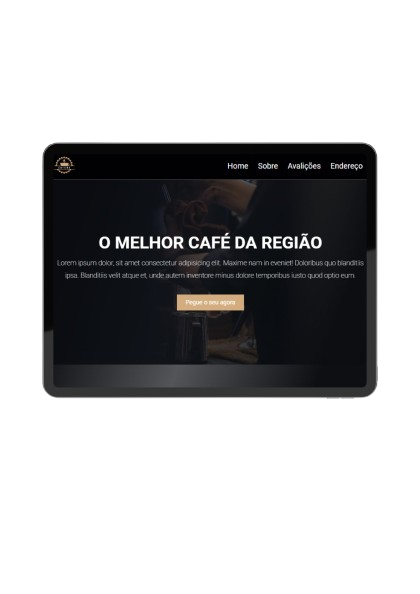 Home Sobre Avalições Endereço
O MELHOR CAFÉ DA REGIÃO
Lorem ipsum dolor, sit amet consectetur adipisicing elit. Maxime nam in eveniet! Doloribus quo blanditiis
ipsa. Blanditiis velit atque et, unde autem inventore minus dolore temporibus iusto quod optio eum.
Pegue o seu agora